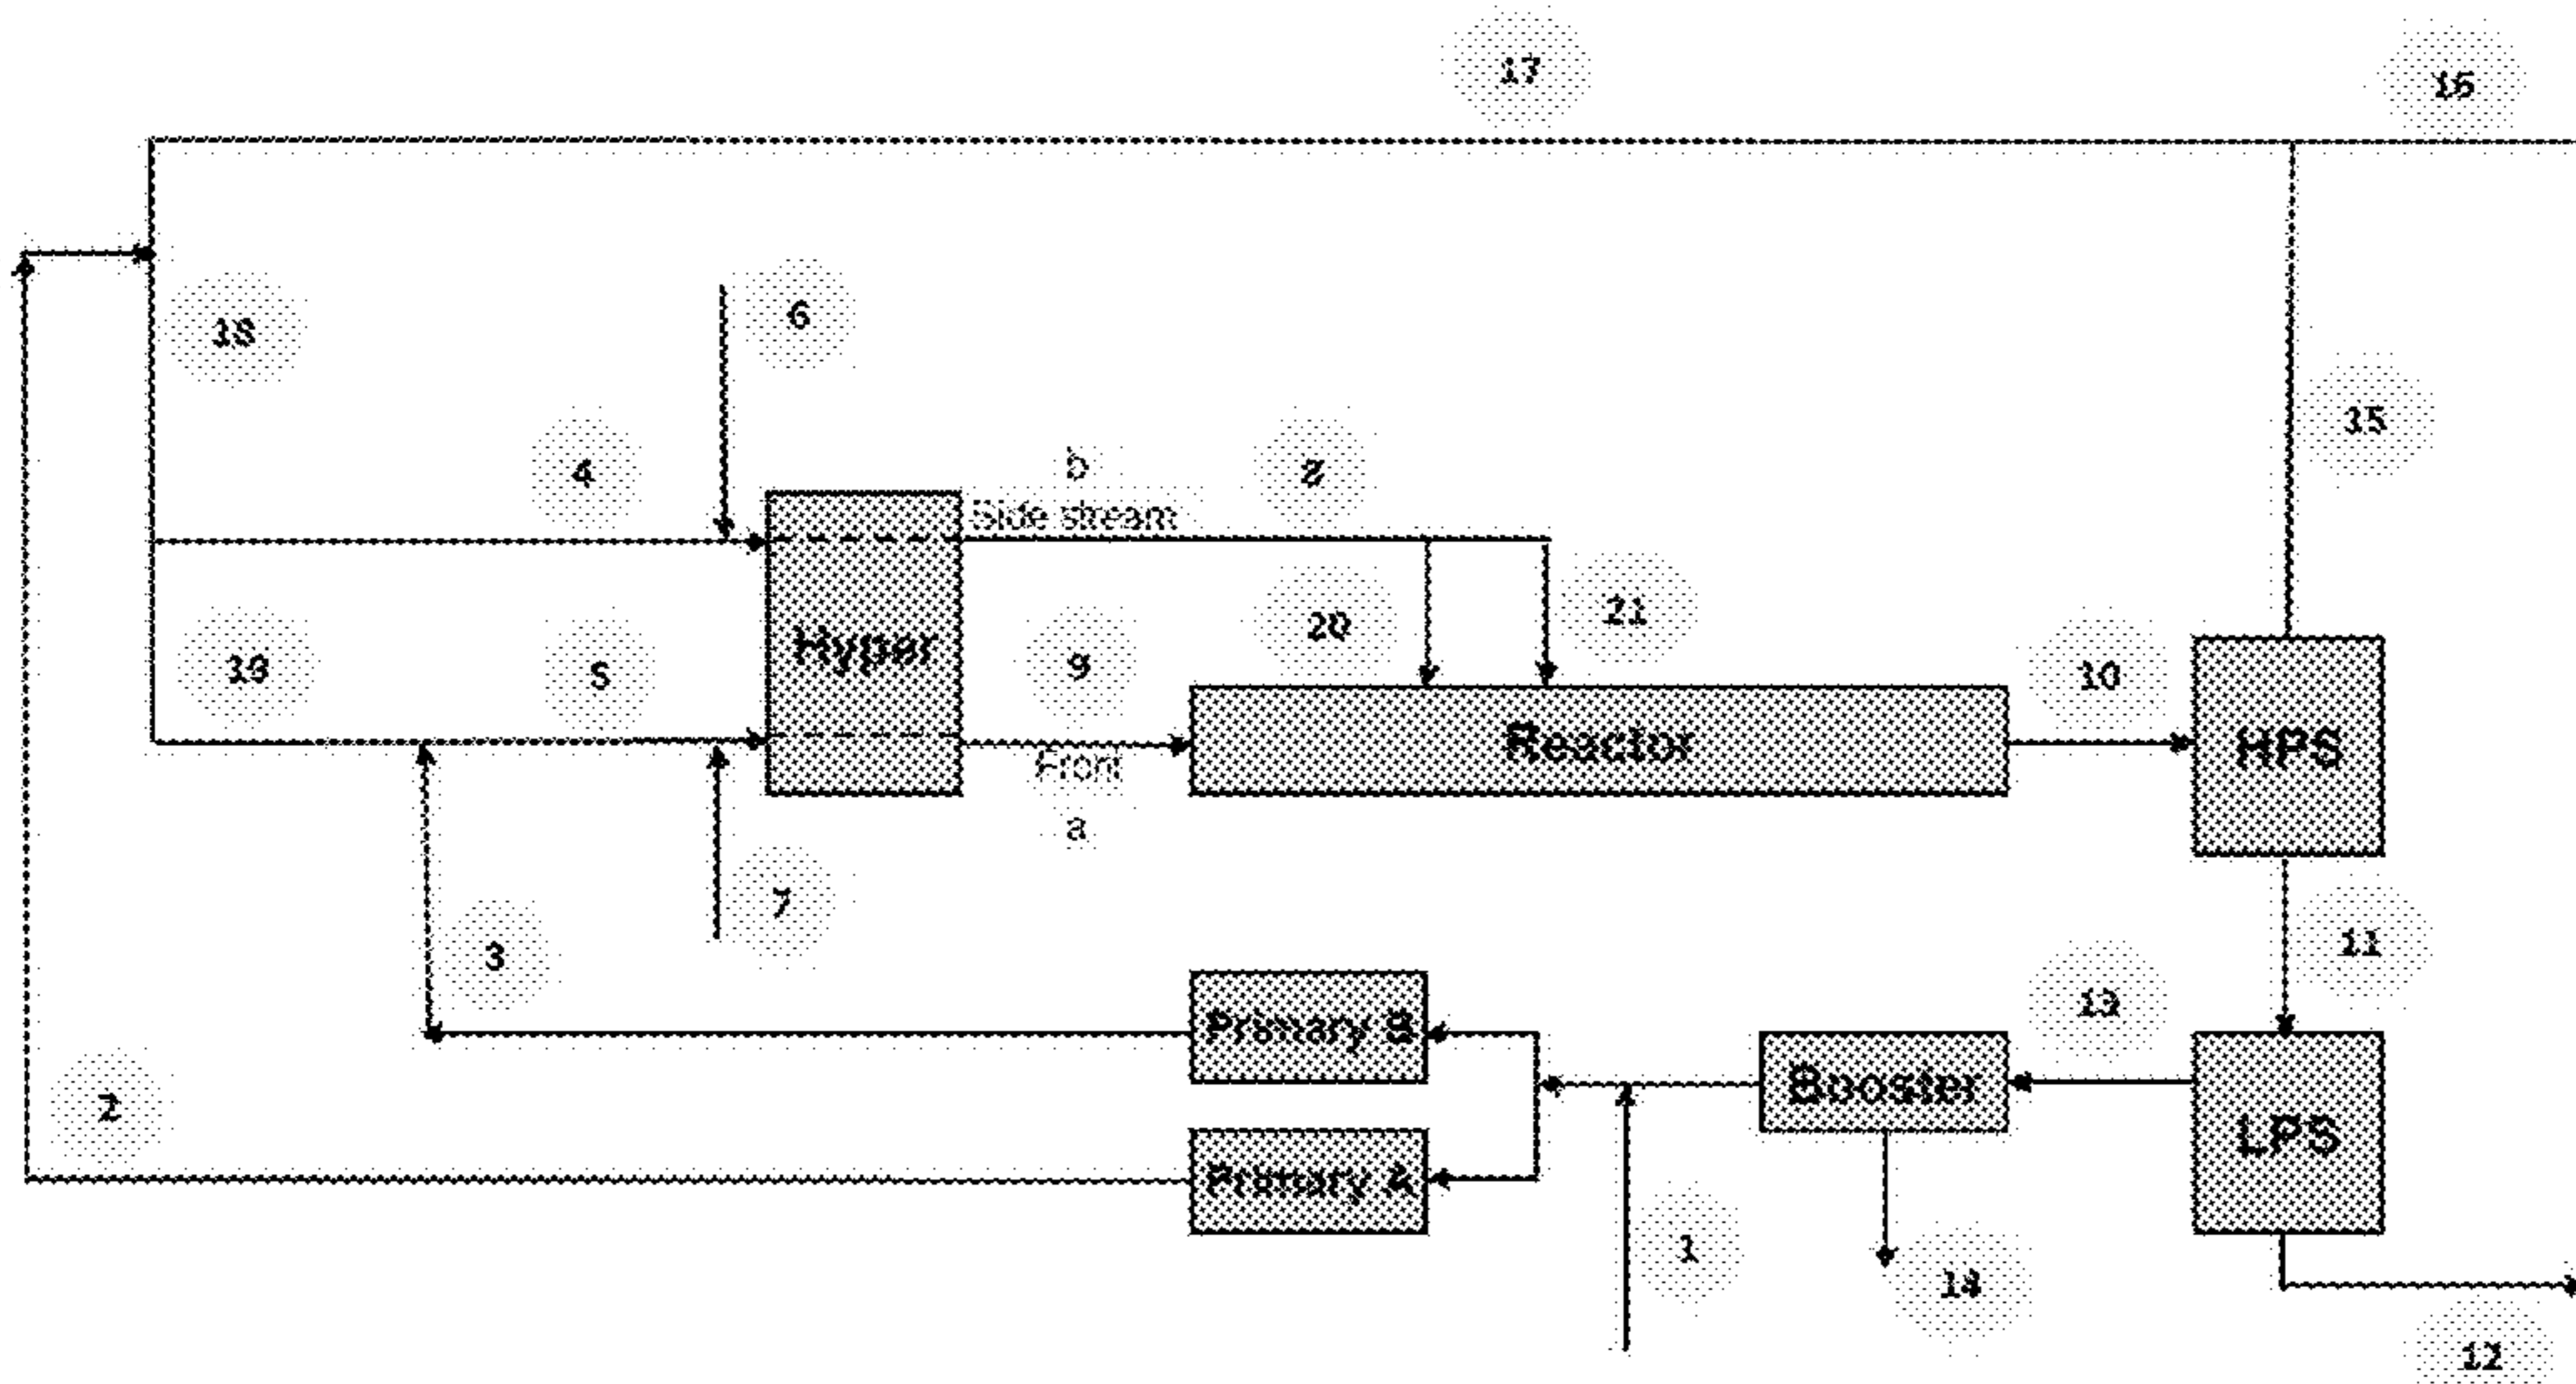 17
16
18
6
15
4
b
8
Side stream
20
21
19
5
9
10
Hyper
Reactor
HPS
Front
a
7
3
11
13
Primary B
2
Booster
LPS
Primary A
1
14
12